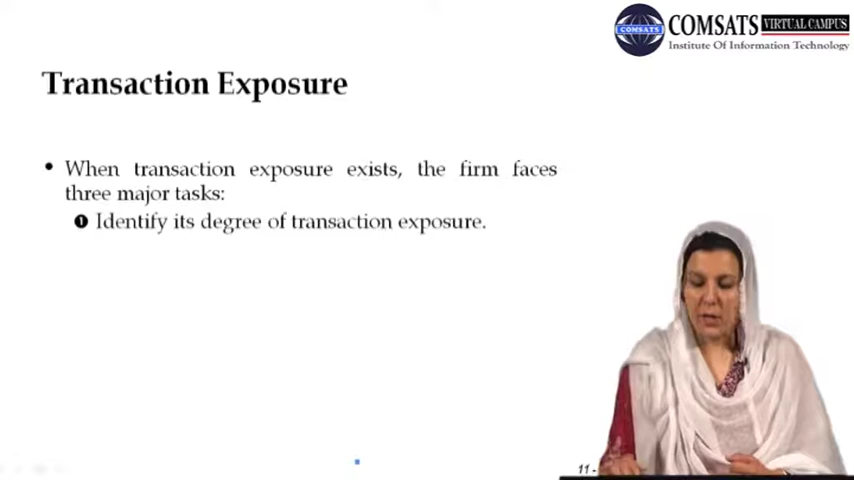 COMSATS VIRTUAL CAMPUS
COMSATS
Institute Of Information Technology
Transaction Exposure
• When transaction exposure exists, the firm faces
three major tasks:
❶ Identify its degree of transaction exposure.
11 -